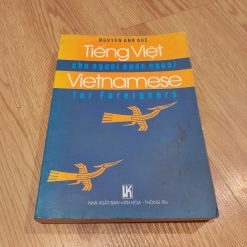 NGUYỄN ANH QUẾ
Tiếng Việt
cho người nước ngoài
Vietnamese
for foreigners
NHÀ XUẤT BẢN VĂN HÓA - THÔNG TIN